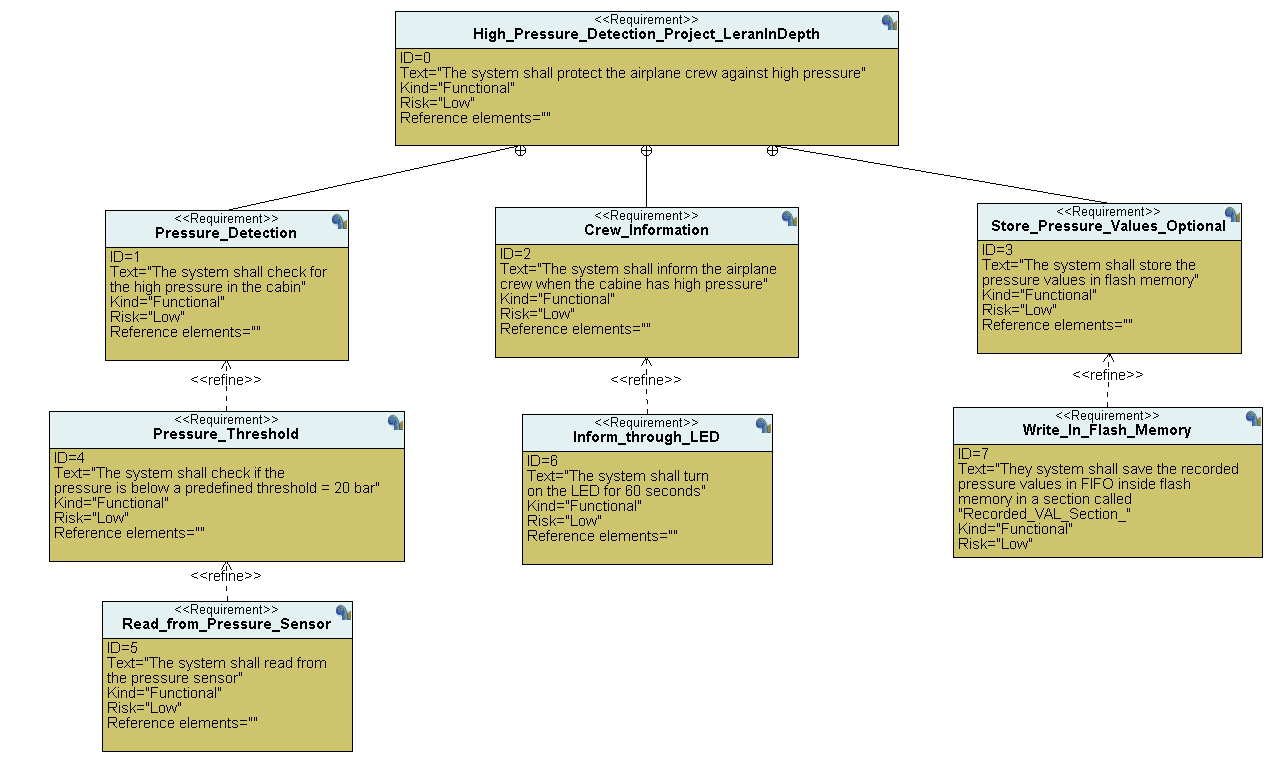 <<Requirement>>
High_Pressure_Detection_Project_LeranInDepth
ID=0
Text="The system shall protect the airplane crew against high pressure"
Kind="Functional"
Risk="Low"
Reference elements=""
<<Requirement>>
Pressure_Detection
ID=1
Text="The system shall check for
the high pressure in the cabin"
Kind="Functional"
Risk="Low"
Reference elements=""
<<Requirement>>
Crew_Information
ID=2
Text="The system shall inform the airplane
crew when the cabine has high pressure"
Kind="Functional"
Risk="Low"
Reference elements=""
<<Requirement>>
Store_Pressure_Values_Optional
ID=3
Text="The system shall store the
pressure values in flash memory"
Kind="Functional"
Risk="Low"
Reference elements=""
<<refine>>
<<refine>>
<<refine>>
<<Requirement>>
Pressure_Threshold
ID=4
Text="The system shall check if the
pressure is below a predefined threshold = 20 bar"
Kind="Functional"
Risk="Low"
Reference elements=""
<<Requirement>>
Inform_through_LED
ID=6
Text="The system shall turn
on the LED for 60 seconds"
Kind="Functional"
Risk="Low"
Reference elements=""
<<Requirement>>
Write_In_Flash_Memory
ID=7
Text="They system shall save the recorded
pressure values in FIFO inside flash
memory in a section called
"Recorded_VAL_Section_"
Kind="Functional"
Risk="Low"
<<refine>>
<<Requirement>>
Read_from_Pressure_Sensor
ID=5
Text="The system shall read from
the pressure sensor"
Kind="Functional"
Risk="Low"
Reference elements=""